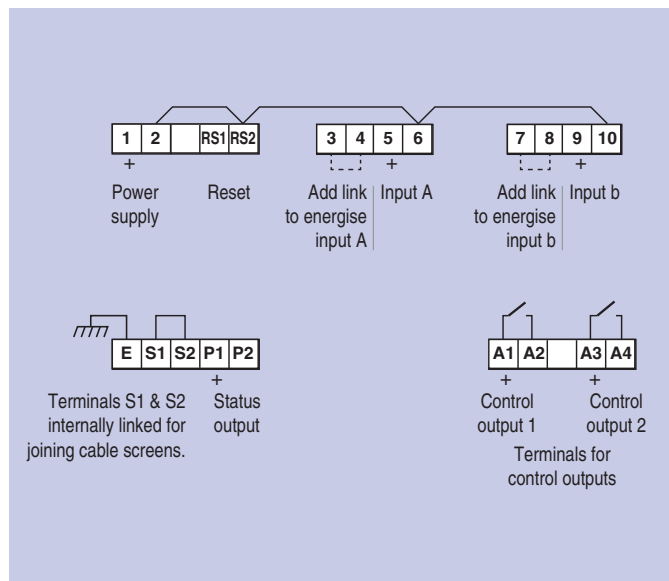 1 2 RS1 RS2
+
Power
supply
Reset
3 4 5 6
+
Add link
to energise
input A
Input A
7 8 9 10
+
Add link
to energise
input b
Input b
E S1 S2 P1 P2
+
Terminals S1 & S2
internally linked for
joining cable screens.
Status
output
A1 A2 A3 A4
+ +
Control
output 1
Control
output 2
Terminals for
control outputs